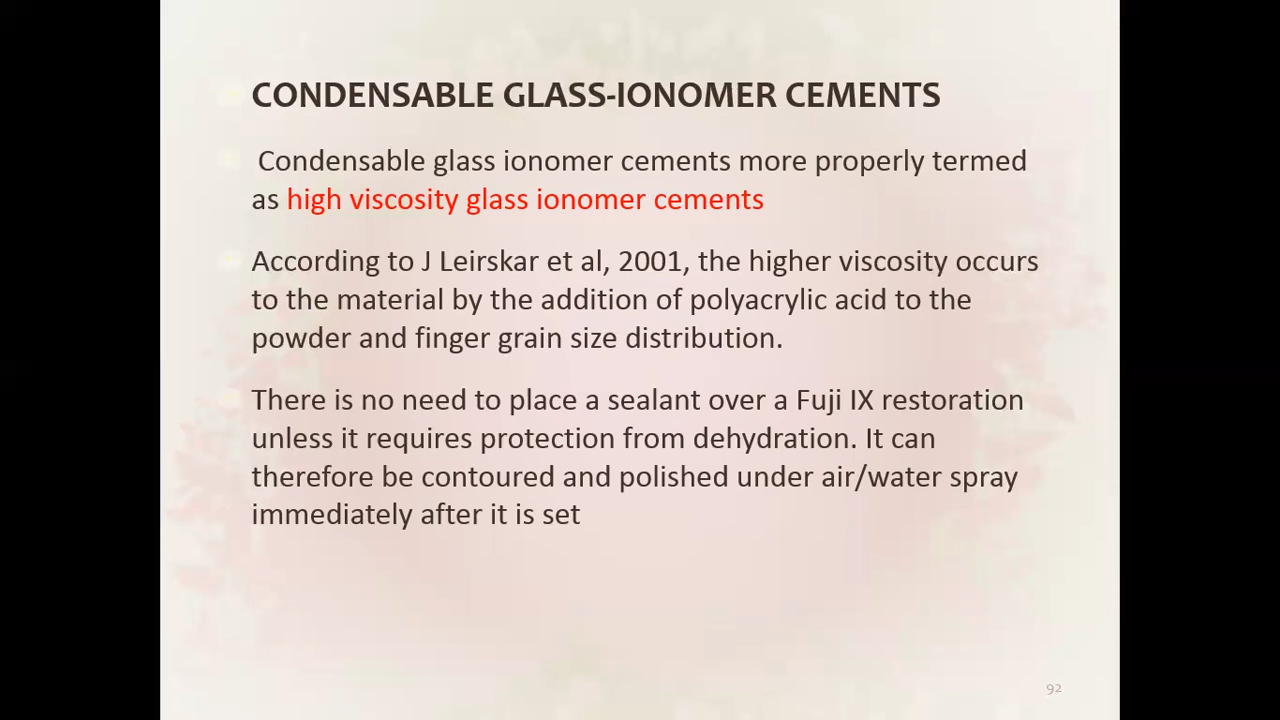 CONDENSABLE GLASS-IONOMER CEMENTS
Condensable glass ionomer cements more properly termed
as high viscosity glass ionomer cements
According to J Leirskar et al, 2001, the higher viscosity occurs
to the material by the addition of polyacrylic acid to the
powder and finger grain size distribution.
There is no need to place a sealant over a Fuji IX restoration
unless it requires protection from dehydration. It can
therefore be contoured and polished under air/water spray
immediately after it is set
92